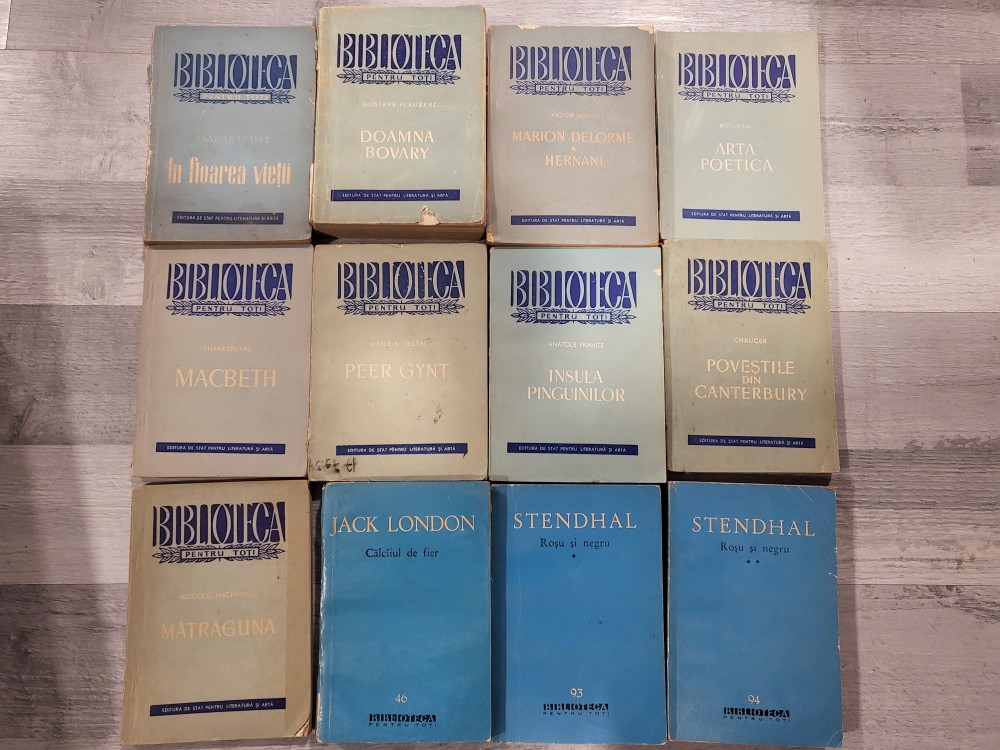 BIBLIOTECA
PENTRU TOȚI
ANATOLE FRANCE
In floarea vieții
EDITURA DE STAT PENTRU LITERATURĂ ȘI ARTĂ
BIBLIOTECA
PENTRU TOȚI
GUSTAVE FLAUBERT
DOAMNA
BOVARY
EDITURA DE STAT PENTRU LITERATURĂ ȘI ARTĂ
BIBLIOTECA
PENTRU TOȚI
VICTOR HUGO
MARION DELORME
HERNANI
EDITURA DE STAT PENTRU LITERATURĂ ȘI ARTĂ
BIBLIOTECA
PENTRU TOȚI
BOILEAU
ARTA
POETICĂ
EDITURA DE STAT PENTRU LITERATURĂ ȘI ARTĂ
BIBLIOTECA
PENTRU TOȚI
SHAKESPEARE
MACBETH
EDITURA DE STAT PENTRU LITERATURĂ ȘI ARTĂ
BIBLIOTECA
PENTRU TOȚI
HENRIK IBSEN
PEER GYNT
EDITURA DE STAT PENTRU LITERATURĂ ȘI ARTĂ
BIBLIOTECA
PENTRU TOȚI
ANATOLE FRANCE
INSULA
PINGUINILOR
EDITURA DE STAT PENTRU LITERATURĂ ȘI ARTĂ
BIBLIOTECA
PENTRU TOȚI
CHAUCER
POVEȘTILE
DIN
CANTERBURY
EDITURA DE STAT PENTRU LITERATURĂ ȘI ARTĂ
BIBLIOTECA
PENTRU TOȚI
NICCOLO MACHIAVELLI
MĂTRĂGUNA
EDITURA DE STAT PENTRU LITERATURĂ ȘI ARTĂ
JACK LONDON
Călcîiul de fier
46
BIBLIOTECA
PENTRU TOȚI
STENDHAL
Roșu și negru
*
93
BIBLIOTECA
PENTRU TOȚI
STENDHAL
Roșu și negru
**
94
BIBLIOTECA
PENTRU TOȚI